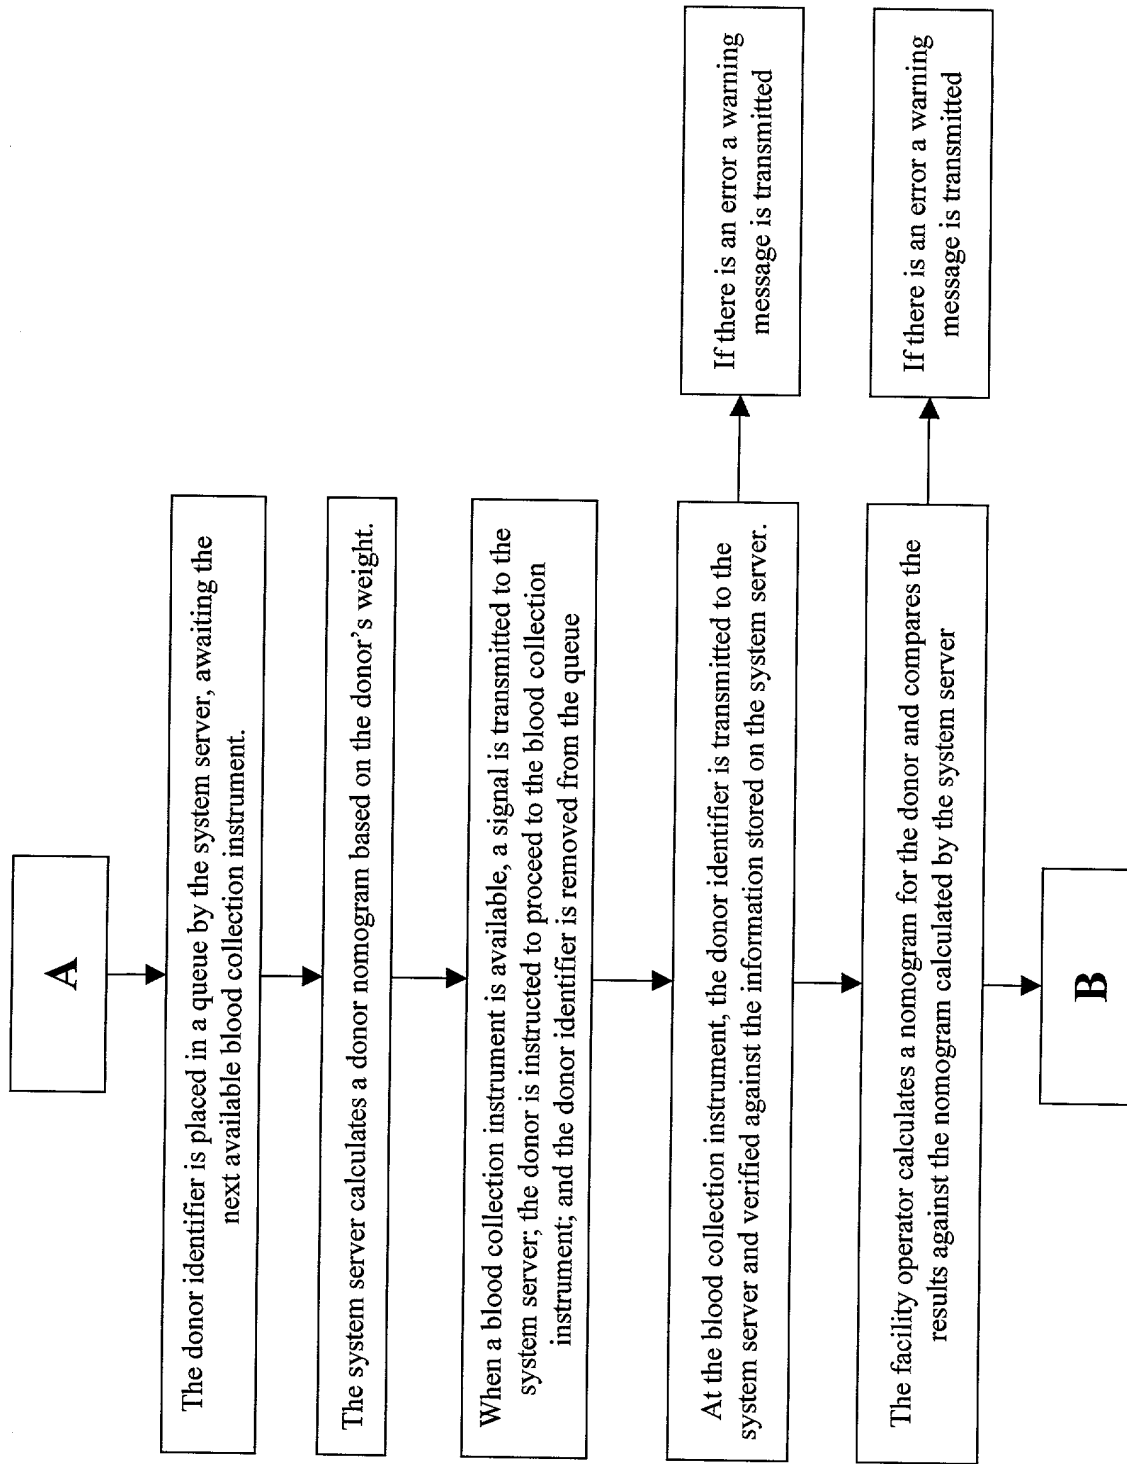 A
The donor identifier is placed in a queue by the system server, awaiting the
next available blood collection instrument.
The system server calculates a donor nomogram based on the donor's weight.
When a blood collection instrument is available, a signal is transmitted to the
system server; the donor is instructed to proceed to the blood collection
instrument; and the donor identifier is removed from the queue
At the blood collection instrument, the donor identifier is transmitted to the
system server and verified against the information stored on the system server.
If there is an error a warning
message is transmitted
The facility operator calculates a nomogram for the donor and compares the
results against the nomogram calculated by the system server
If there is an error a warning
message is transmitted
B